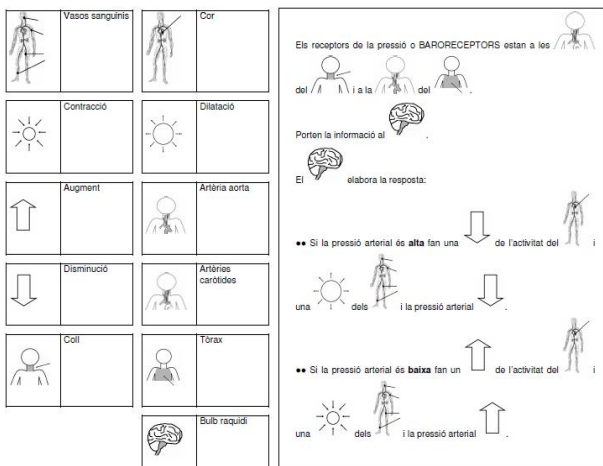 Vasos sanguinis
Cor
Contracció
Dilatació
Augment
Artèria aorta
Disminució
Artèries
caròtides
Coll
Tòrax
Bulb raquidi
Els receptors de la pressió o BARORECEPTORS estan a les
del i a la del .
Porten la informació al .
El elabora la resposta:
•• Si la pressió arterial és alta fan una de l'activitat del i
una dels i la pressió arterial .
•• Si la pressió arterial és baixa fan un de l'activitat del i
una dels i la pressió arterial .